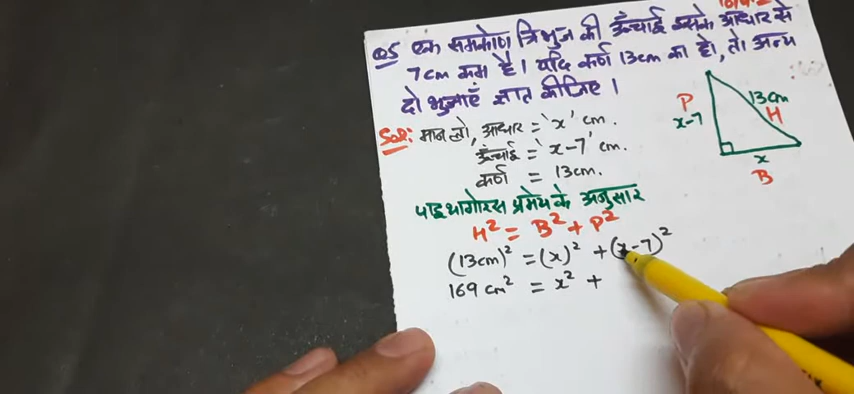 Q5 एक समकोण त्रिभुज की ऊँचाई उसके आधार से
7cm कम है। यदि कर्ण 13cm का हो, तो अन्य
दो भुजाएँ ज्ञात कीजिए।
Sol: मान लो, आधार = 'x' cm.
ऊँचाई = 'x-7' cm.
कर्ण = 13cm.
पाइथागोरस प्रमेय के अनुसार
H² = B² + P²
(13cm)² = (x)² + (x-7)²
169 cm² = x² +
P
x-7
13cm
H
x
B